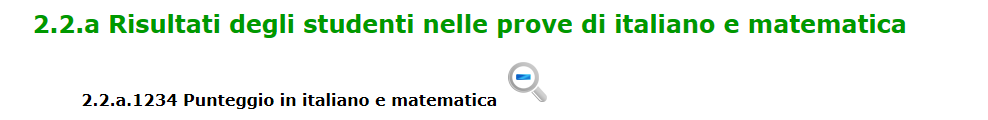 2.2.a Risultati degli studenti nelle prove di italiano e matematica
2.2.a.1234 Punteggio in italiano e matematica